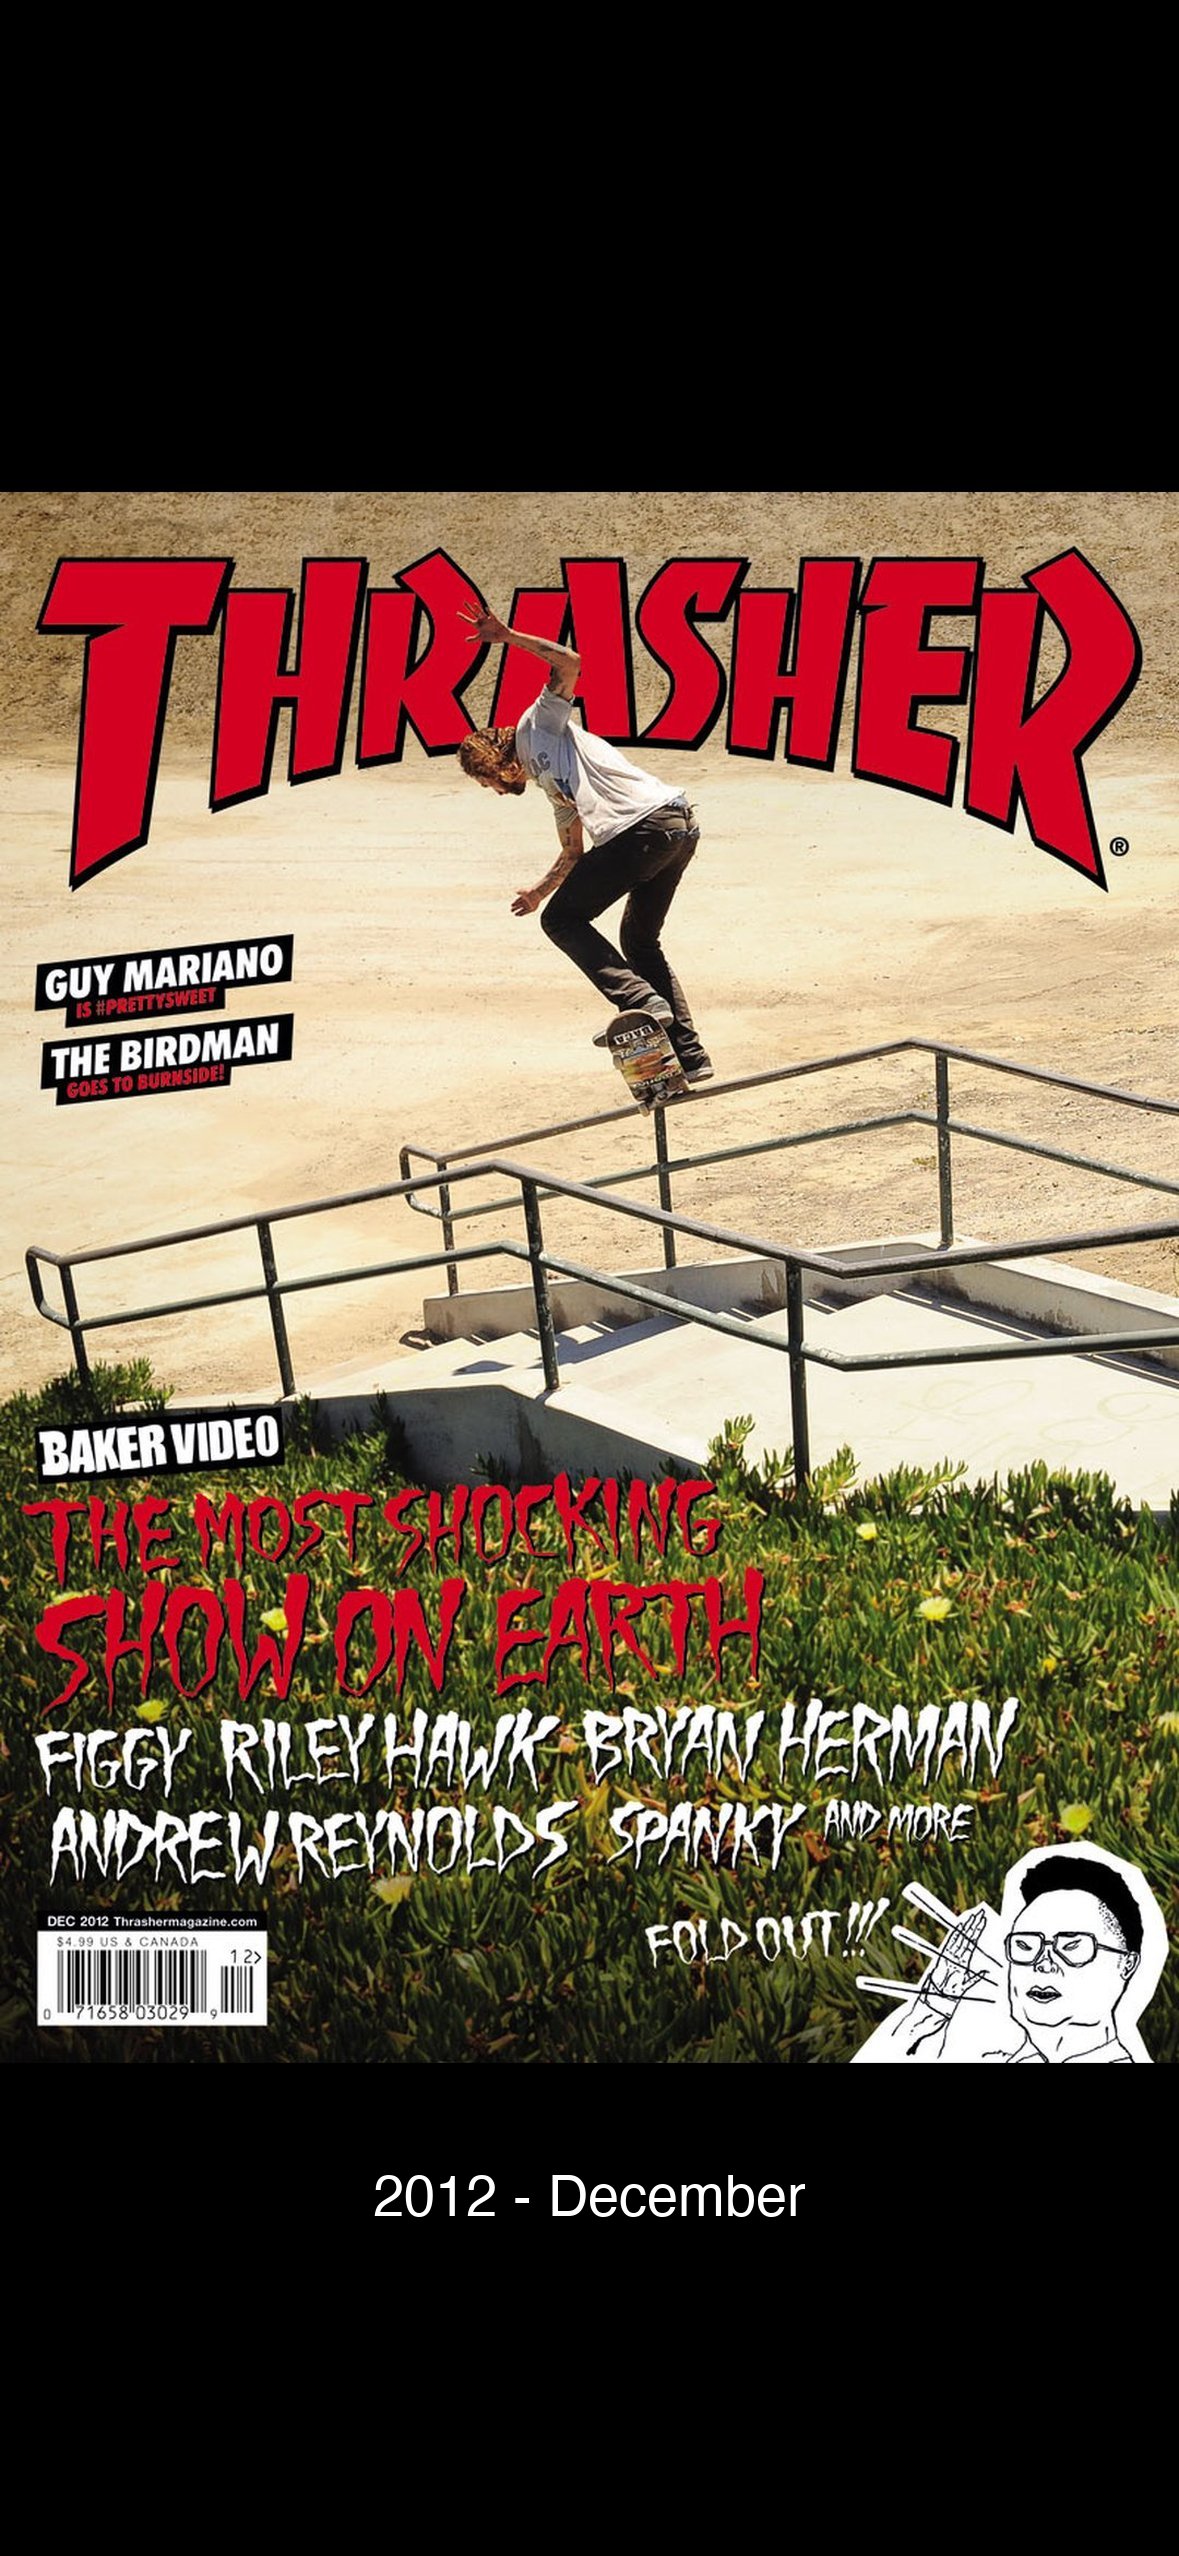 THRASHER®
GUY MARIANO
IS #PRETTYSWEET
THE BIRDMAN
GOES TO BURNSIDE!
BAKER VIDEO
THE MOST SHOCKING
SHOW ON EARTH
FIGGY RILEY HAWK BRYAN HERMAN
ANDREW REYNOLDS SPANKY AND MORE
FOLD OUT!!!
DEC 2012 Thrashermagazine.com
$4.99 US & CANADA
12>
0 71658 03029 9
2012 - December